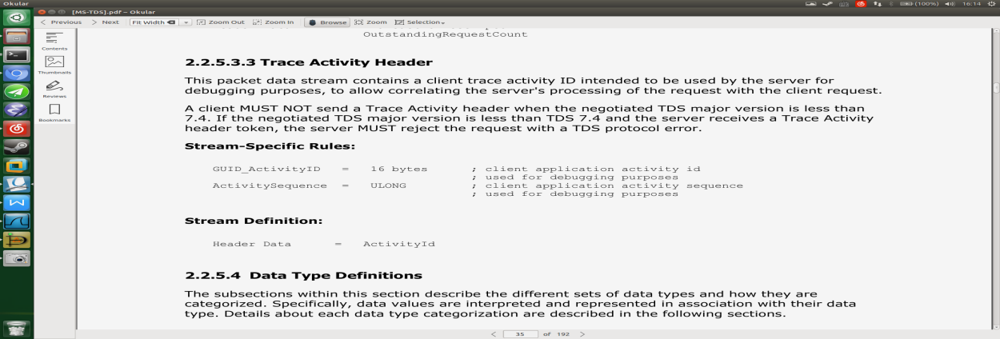 Okular
(100%) 16:14
[MS-TDS].pdf – Okular
< Previous > Next Fit Width Zoom Out Zoom In Browse Zoom Selection
OutstandingRequestCount
Contents
Thumbnails
Reviews
Bookmarks
2.2.5.3.3 Trace Activity Header
This packet data stream contains a client trace activity ID intended to be used by the server for
debugging purposes, to allow correlating the server's processing of the request with the client request.
A client MUST NOT send a Trace Activity header when the negotiated TDS major version is less than
7.4. If the negotiated TDS major version is less than TDS 7.4 and the server receives a Trace Activity
header token, the server MUST reject the request with a TDS protocol error.
Stream-Specific Rules:
GUID_ActivityID = 16 bytes ; client application activity id
; used for debugging purposes
ActivitySequence = ULONG ; client application activity sequence
; used for debugging purposes
Stream Definition:
Header Data = ActivityId
2.2.5.4 Data Type Definitions
The subsections within this section describe the different sets of data types and how they are
categorized. Specifically, data values are interpreted and represented in association with their data
type. Details about each data type categorization are described in the following sections.
< 35 of 192 >